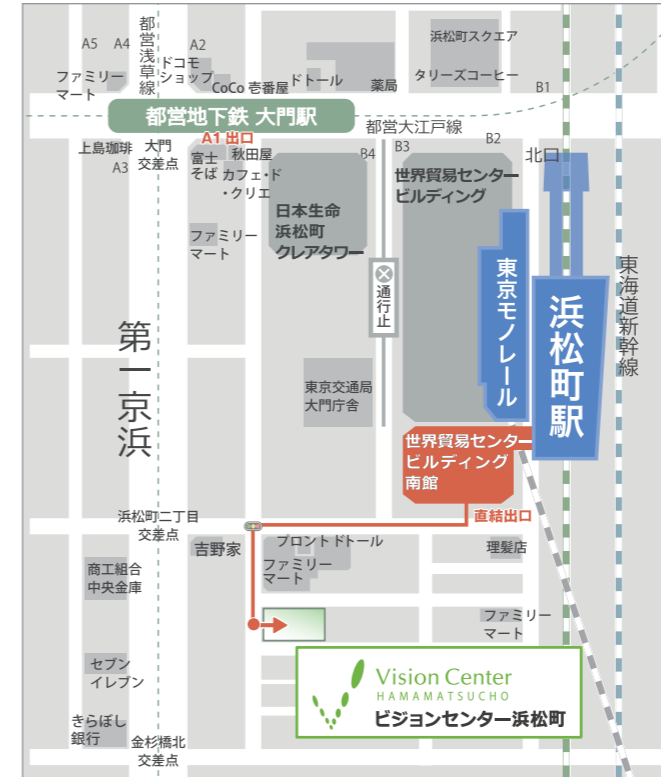 都営浅草線
A5
A4
A2
ファミリー
マート
ドコモ
ショップ
CoCo 壱番屋
ドトール
薬局
浜松町スクエア
タリーズコーヒー
B1
都営地下鉄 大門駅
都営大江戸線
A1 出口
上島珈琲
A3
大門
交差点
富士
そば
秋田屋
カフェ・ド
・クリエ
B4
B3
B2
北口
世界貿易センター
ビルディング
日本生命
浜松町
クレアタワー
ファミリー
マート
通行止
東京モノレール
浜松町駅
東海道新幹線
第一京浜
東京交通局
大門庁舎
世界貿易センター
ビルディング
南館
直結出口
浜松町二丁目
交差点
吉野家
プロント
ドトール
ファミリー
マート
理髪店
商工組合
中央金庫
ファミリー
マート
セブン
イレブン
きらぼし
銀行
金杉橋北
交差点
Vision Center
HAMAMATSUCHO
ビジョンセンター浜松町